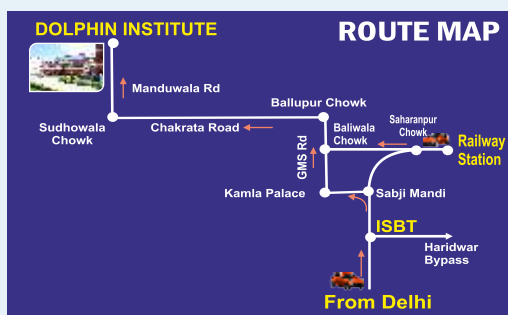 DOLPHIN INSTITUTE
ROUTE MAP
Manduwala Rd
Ballupur Chowk
Sudhowala
Chowk
Chakrata Road
Baliwala
Chowk
Saharanpur
Chowk
Railway
Station
GMS Rd
Kamla Palace
Sabji Mandi
ISBT
Haridwar
Bypass
From Delhi